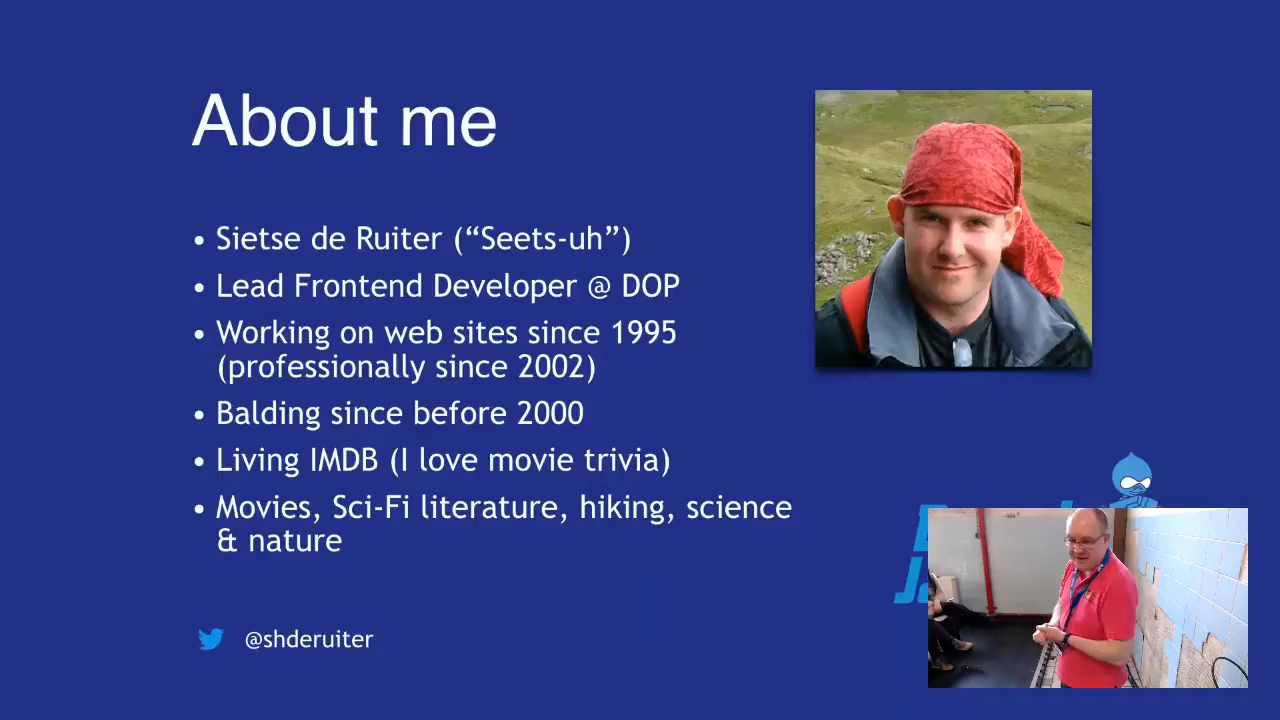 About me
• Sietse de Ruiter (“Seets-uh”)
• Lead Frontend Developer @ DOP
• Working on web sites since 1995
(professionally since 2002)
• Balding since before 2000
• Living IMDB (I love movie trivia)
• Movies, Sci-Fi literature, hiking, science
& nature
@shderuiter